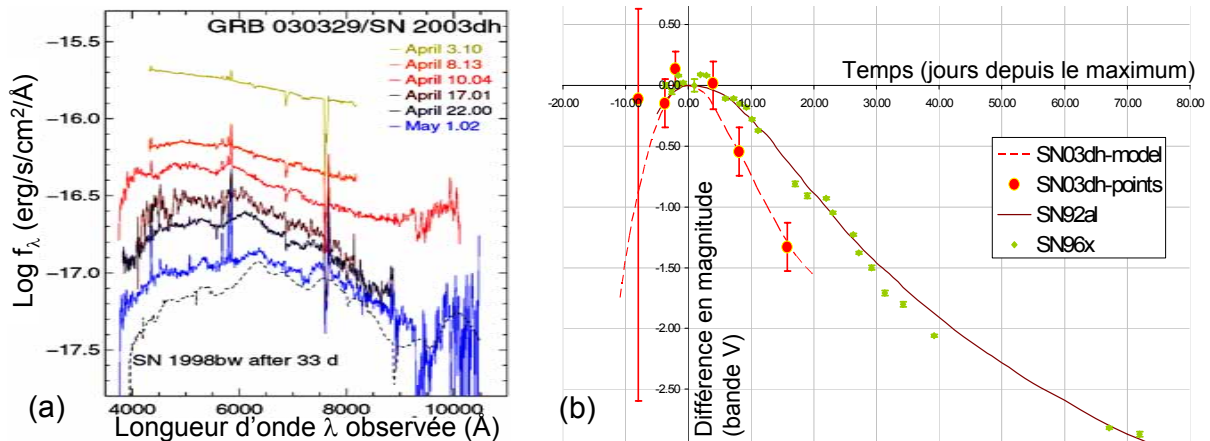 GRB 030329/SN 2003dh
April 3.10
April 8.13
April 10.04
April 17.01
April 22.00
May 1.02
SN 1998bw after 33 d
−15.5
−16.0
−16.5
−17.0
−17.5
Log fλ (erg/s/cm²/Å)
4000 6000 8000 10000
Longueur d'onde λ observée (Å)
(a)
0.50
0.00
-0.50
-1.00
-1.50
-2.00
-2.50
Temps (jours depuis le maximum)
-20.00 -10.00 0.00 10.00 20.00 30.00 40.00 50.00 60.00 70.00 80.00
SN03dh-model
SN03dh-points
SN92al
SN96x
Différence en magnitude
(bande V)
(b)